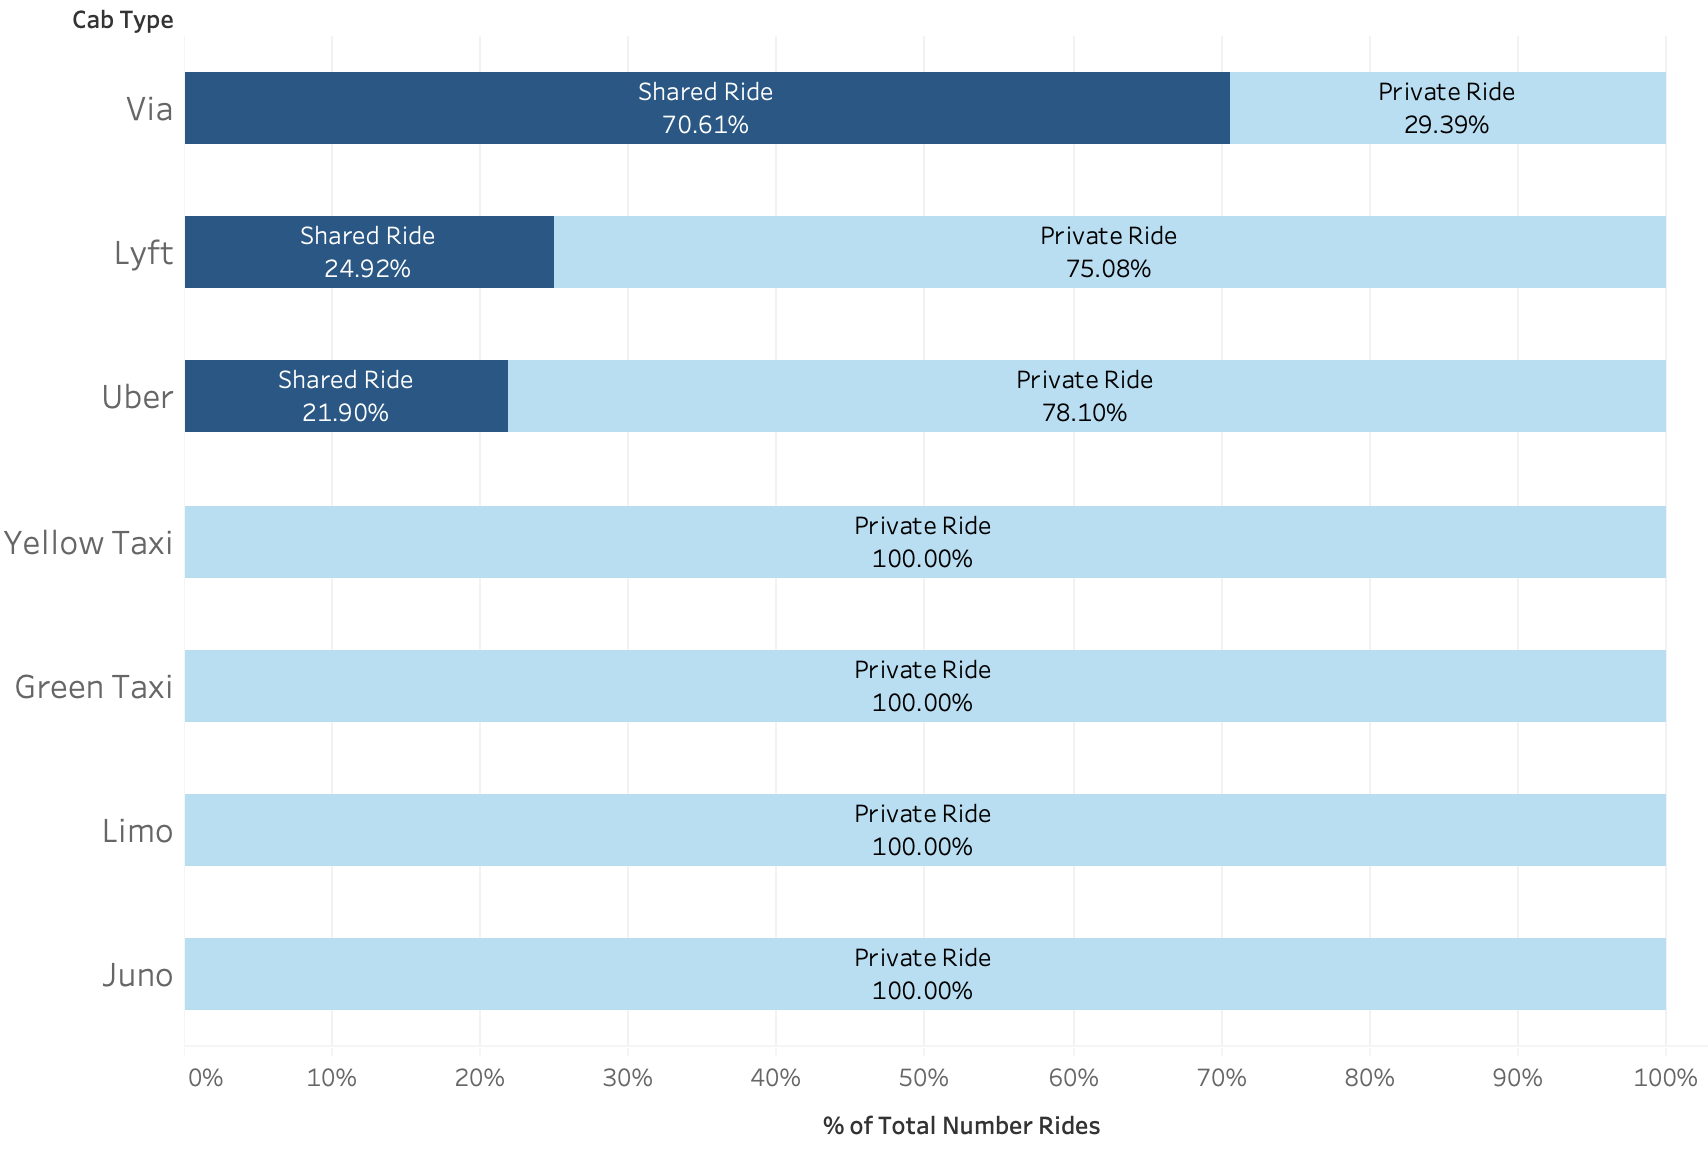 Cab Type
Via
Shared Ride
70.61%
Private Ride
29.39%
Lyft
Shared Ride
24.92%
Private Ride
75.08%
Uber
Shared Ride
21.90%
Private Ride
78.10%
Yellow Taxi
Private Ride
100.00%
Green Taxi
Private Ride
100.00%
Limo
Private Ride
100.00%
Juno
Private Ride
100.00%
0% 10% 20% 30% 40% 50% 60% 70% 80% 90% 100%
% of Total Number Rides